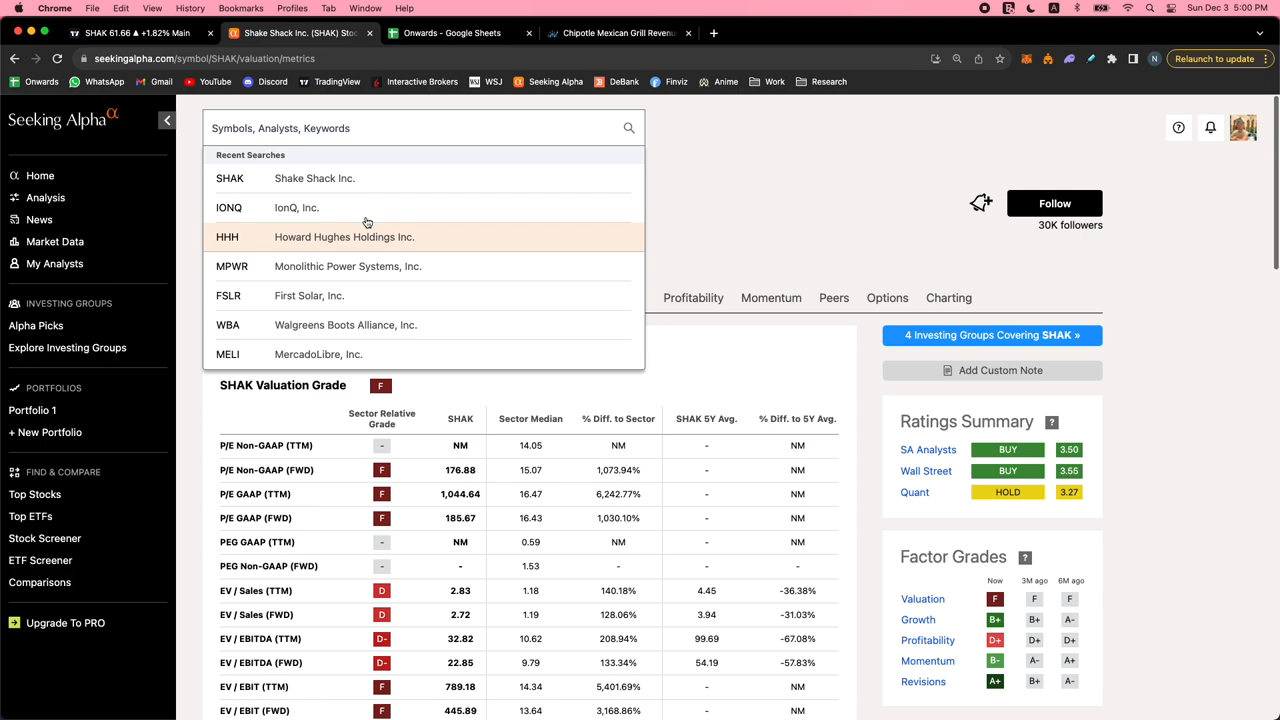 Chrome File Edit View History Bookmarks Profiles Tab Window Help
A
Sun Dec 3 5:00 PM
SHAK 61.66 ▲ +1.82% Main
Shake Shack Inc. (SHAK) Stoc
Onwards - Google Sheets
Chipotle Mexican Grill Revenu
seekingalpha.com/symbol/SHAK/valuation/metrics
N
Relaunch to update
Onwards WhatsApp Gmail YouTube Discord TradingView Interactive Brokers WSJ Seeking Alpha DeBank Finviz Anime Work Research
Seeking Alpha α
Home
Analysis
News
Market Data
My Analysts
INVESTING GROUPS
Alpha Picks
Explore Investing Groups
PORTFOLIOS
Portfolio 1
+ New Portfolio
FIND & COMPARE
Top Stocks
Top ETFs
Stock Screener
ETF Screener
Comparisons
Upgrade To PRO
Symbols, Analysts, Keywords
Recent Searches
SHAK Shake Shack Inc.
IONQ IonQ, Inc.
HHH Howard Hughes Holdings Inc.
MPWR Monolithic Power Systems, Inc.
FSLR First Solar, Inc.
WBA Walgreens Boots Alliance, Inc.
MELI MercadoLibre, Inc.
Follow
30K followers
Profitability Momentum Peers Options Charting
SHAK Valuation Grade F
Sector Relative Grade SHAK Sector Median % Diff. to Sector SHAK 5Y Avg. % Diff. to 5Y Avg.
P/E Non-GAAP (TTM) - NM 14.05 NM - NM
P/E Non-GAAP (FWD) F 176.88 15.07 1,073.94% - NM
P/E GAAP (TTM) F 1,044.64 16.47 6,242.77% - NM
P/E GAAP (FWD) F 185.67 16.43 1,030.10% - NM
PEG GAAP (TTM) - NM 0.59 NM - NM
PEG Non-GAAP (FWD) - - 1.53 - - -
EV / Sales (TTM) D 2.83 1.18 140.18% 4.45 -36.38%
EV / Sales (FWD) D 2.72 1.19 128.06% 3.94 -31.03%
EV / EBITDA (TTM) D- 32.82 10.62 208.94% 99.69 -67.08%
EV / EBITDA (FWD) D- 22.85 9.79 133.34% 54.19 -57.83%
EV / EBIT (TTM) F 789.18 14.34 5,401.69% - NM
EV / EBIT (FWD) F 445.89 13.64 3,168.86% - NM
4 Investing Groups Covering SHAK »
Add Custom Note
Ratings Summary ?
SA Analysts BUY 3.50
Wall Street BUY 3.55
Quant HOLD 3.27
Factor Grades ?
Now 3M ago 6M ago
Valuation F F F
Growth B+ B+ A-
Profitability D+ D+ D+
Momentum B- A- A+
Revisions A+ B+ A-